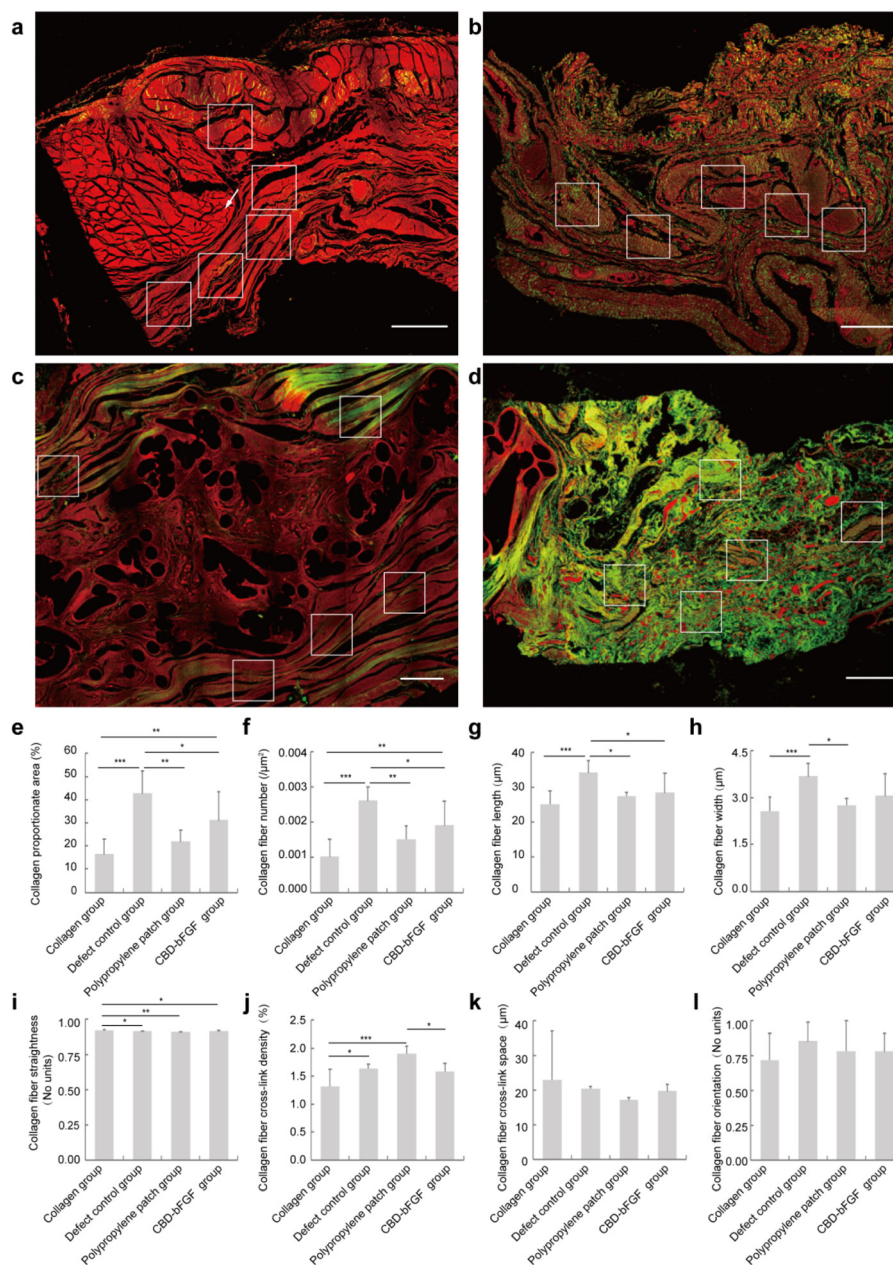 a
b
c
d
e
f
g
h
Collagen proportionate area (%)
60
50
40
30
20
10
0
**
*
***
**
Collagen group
Defect control group
Polypropylene patch group
CBD-bFGF group
Collagen fiber number (/μm²)
0.004
0.003
0.002
0.001
0.000
**
*
***
**
Collagen group
Defect control group
Polypropylene patch group
CBD-bFGF group
Collagen fiber length (μm)
40
30
20
10
0
*
***
*
Collagen group
Defect control group
Polypropylene patch group
CBD-bFGF group
Collagen fiber width (μm)
4.5
3.0
1.5
0.0
***
*
Collagen group
Defect control group
Polypropylene patch group
CBD-bFGF group
i
j
k
l
Collagen fiber straightness
(No units)
1.00
0.75
0.50
0.25
0.00
*
**
*
Collagen group
Defect control group
Polypropylene patch group
CBD-bFGF group
Collagen fiber cross-link density (%)
2.5
2.0
1.5
1.0
0.5
0.0
***
*
*
Collagen group
Defect control group
Polypropylene patch group
CBD-bFGF group
Collagen fiber cross-link space (μm)
40
30
20
10
0
Collagen group
Defect control group
Polypropylene patch group
CBD-bFGF group
Collagen fiber orientation (No units)
1.00
0.75
0.50
0.25
0.00
Collagen group
Defect control group
Polypropylene patch group
CBD-bFGF group